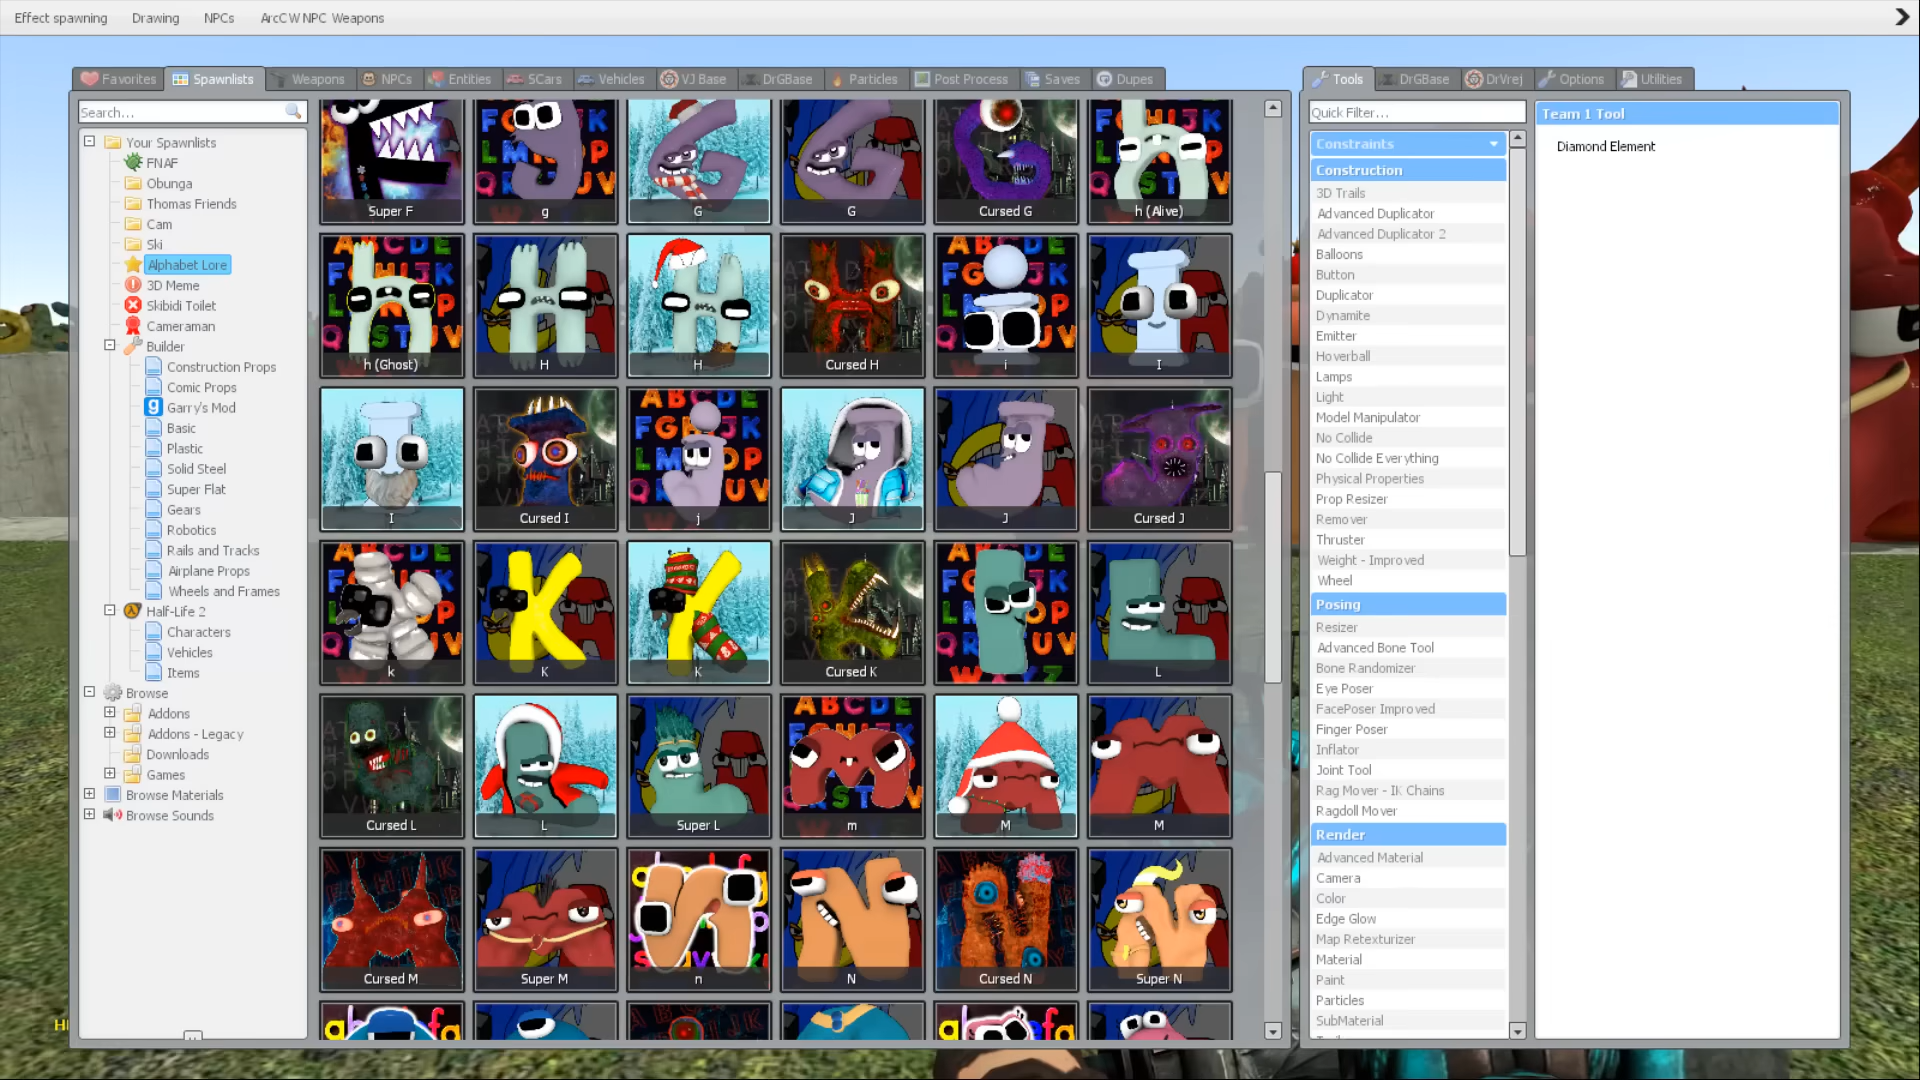 Effect spawning Drawing NPCs ArcCW NPC Weapons
Favorites Spawnlists Weapons NPCs Entities SCars Vehicles VJ Base DrGBase Particles Post Process Saves Dupes
Tools DrGBase DrVrej Options Utilities
Search...
Your Spawnlists
FNAF
Obunga
Thomas Friends
Cam
Ski
Alphabet Lore
3D Meme
Skibidi Toilet
Cameraman
Builder
Construction Props
Comic Props
Garry's Mod
Basic
Plastic
Solid Steel
Super Flat
Gears
Robotics
Rails and Tracks
Airplane Props
Wheels and Frames
Half-Life 2
Characters
Vehicles
Items
Browse
Addons
Addons - Legacy
Downloads
Games
Browse Materials
Browse Sounds
Super F g G G Cursed G h (Alive)
h (Ghost) H H Cursed H i I
I Cursed I j J J Cursed J
k K K Cursed K l L
Cursed L L Super L m M M
Cursed M Super M n N Cursed N Super N
Quick Filter...
Constraints
Construction
3D Trails
Advanced Duplicator
Advanced Duplicator 2
Balloons
Button
Duplicator
Dynamite
Emitter
Hoverball
Lamps
Light
Model Manipulator
No Collide
No Collide Everything
Physical Properties
Prop Resizer
Remover
Thruster
Weight - Improved
Wheel
Posing
Resizer
Advanced Bone Tool
Bone Randomizer
Eye Poser
FacePoser Improved
Finger Poser
Inflator
Joint Tool
Rag Mover - IK Chains
Ragdoll Mover
Render
Advanced Material
Camera
Color
Edge Glow
Map Retexturizer
Material
Paint
Particles
SubMaterial
Team 1 Tool
Diamond Element